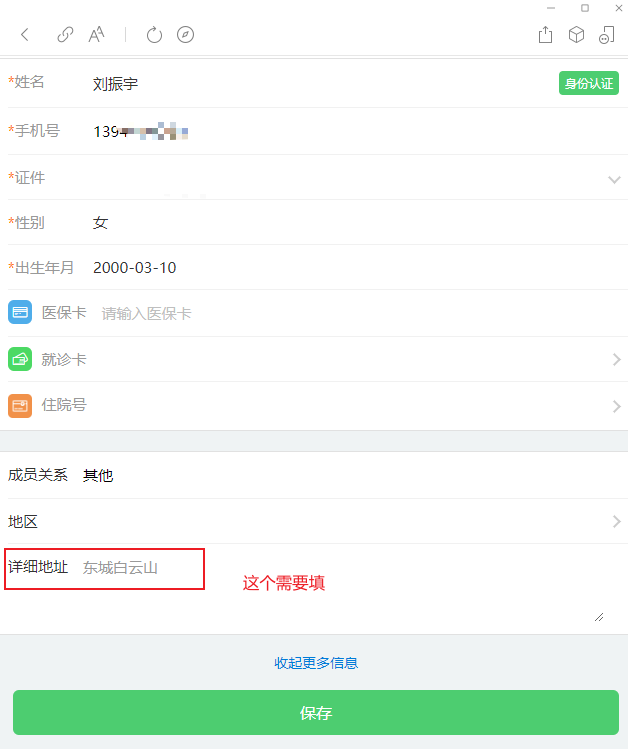 *姓名 刘振宇 身份认证
*手机号 139
*证件
*性别 女
*出生年月 2000-03-10
医保卡 请输入医保卡
就诊卡
住院号
成员关系 其他
地区
详细地址 东城白云山
这个需要填
收起更多信息
保存